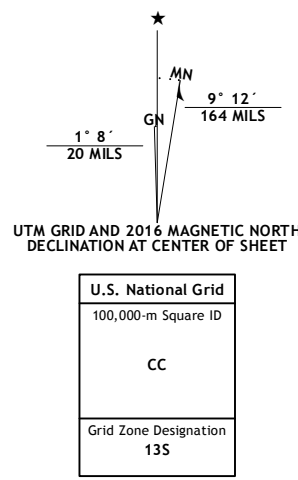 ★
MN
GN
1° 8´
20 MILS
9° 12´
164 MILS
UTM GRID AND 2016 MAGNETIC NORTH
DECLINATION AT CENTER OF SHEET
U.S. National Grid
100,000-m Square ID
CC
Grid Zone Designation
13S